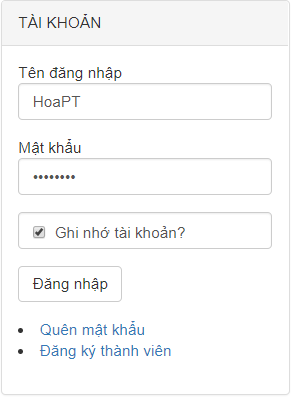 TÀI KHOẢN
Tên đăng nhập
HoaPT
Mật khẩu
••••••••
Ghi nhớ tài khoản?
Đăng nhập
Quên mật khẩu
Đăng ký thành viên